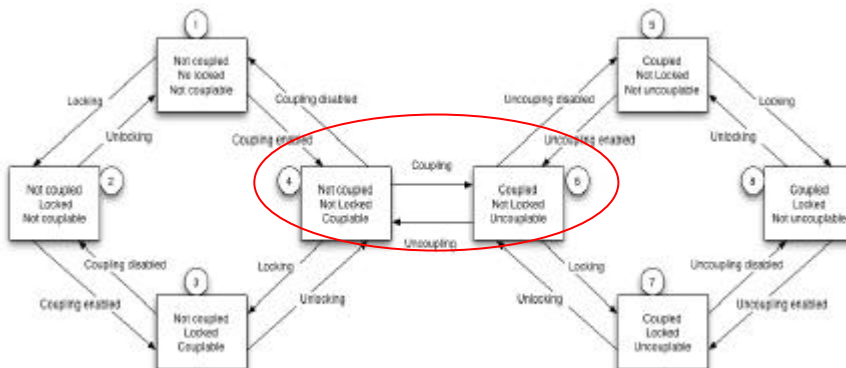 1
Not coupled
No locked
Not couplable
5
Coupled
Not Locked
Not uncouplable
Locking
Unlocking
Coupling disabled
Coupling enabled
Uncouping disabled
Uncoupling enabled
Locking
Unlocking
2
Not coupled
Locked
Not couplable
4
Not coupled
Not Locked
Couplable
Coupling
Uncoupling
6
Coupled
Not Locked
Uncouplable
8
Coupled
Locked
Not uncouplable
Coupling disabled
Coupling enabled
Locking
Unlocking
Locking
Unlocking
Uncoupling disabled
Uncoupling enabled
3
Not coupled
Locked
Couplable
7
Coupled
Locked
Uncouplable